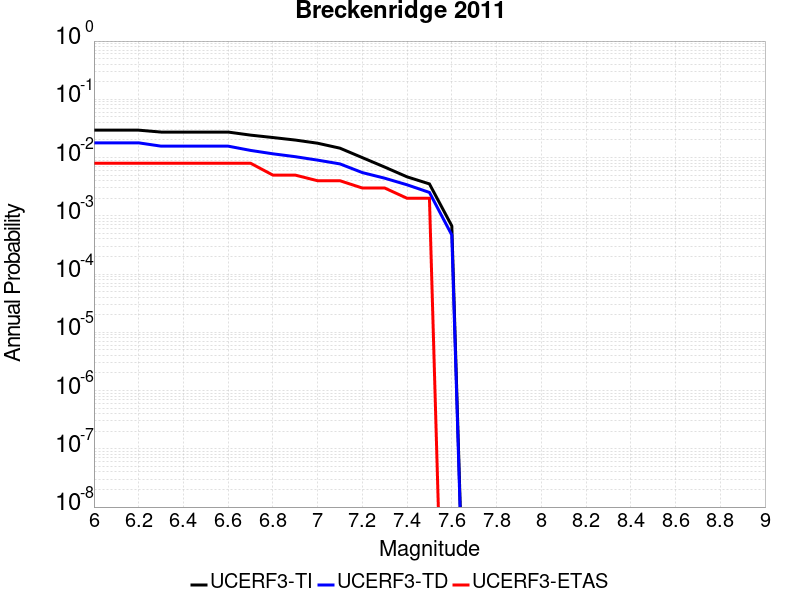 Breckenridge 2011
10^0
10^-1
10^-2
10^-3
10^-4
10^-5
10^-6
10^-7
10^-8
Annual Probability
6 6.2 6.4 6.6 6.8 7 7.2 7.4 7.6 7.8 8 8.2 8.4 8.6 8.8 9
Magnitude
UCERF3-TI UCERF3-TD UCERF3-ETAS